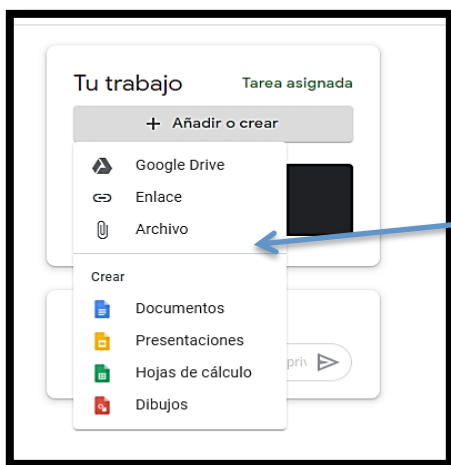 Tu trabajo Tarea asignada
+ Añadir o crear
Google Drive
Enlace
Archivo
Crear
Documentos
Presentaciones
Hojas de cálculo
Dibujos